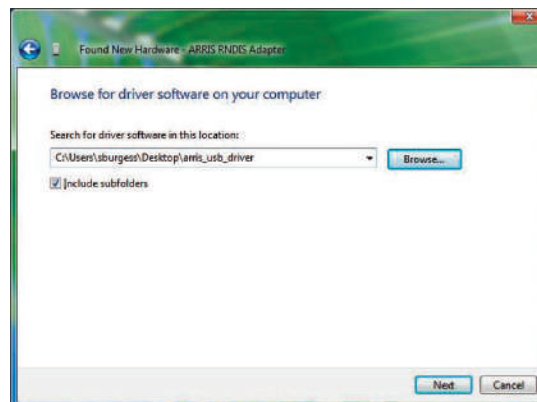 Found New Hardware - ARRIS RNDIS Adapter
Browse for driver software on your computer
Search for driver software in this location:
C:\Users\sburgess\Desktop\arris_usb_driver
Browse...
Include subfolders
Next
Cancel